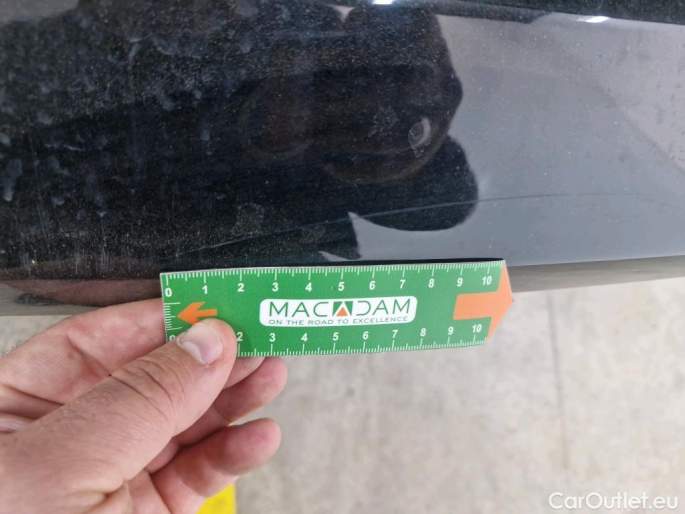 0 1 2 3 4 5 6 7 8 9 10
MACADAM
ON THE ROAD TO EXCELLENCE
0 2 3 4 5 6 7 8 9 10
CarOutlet.eu